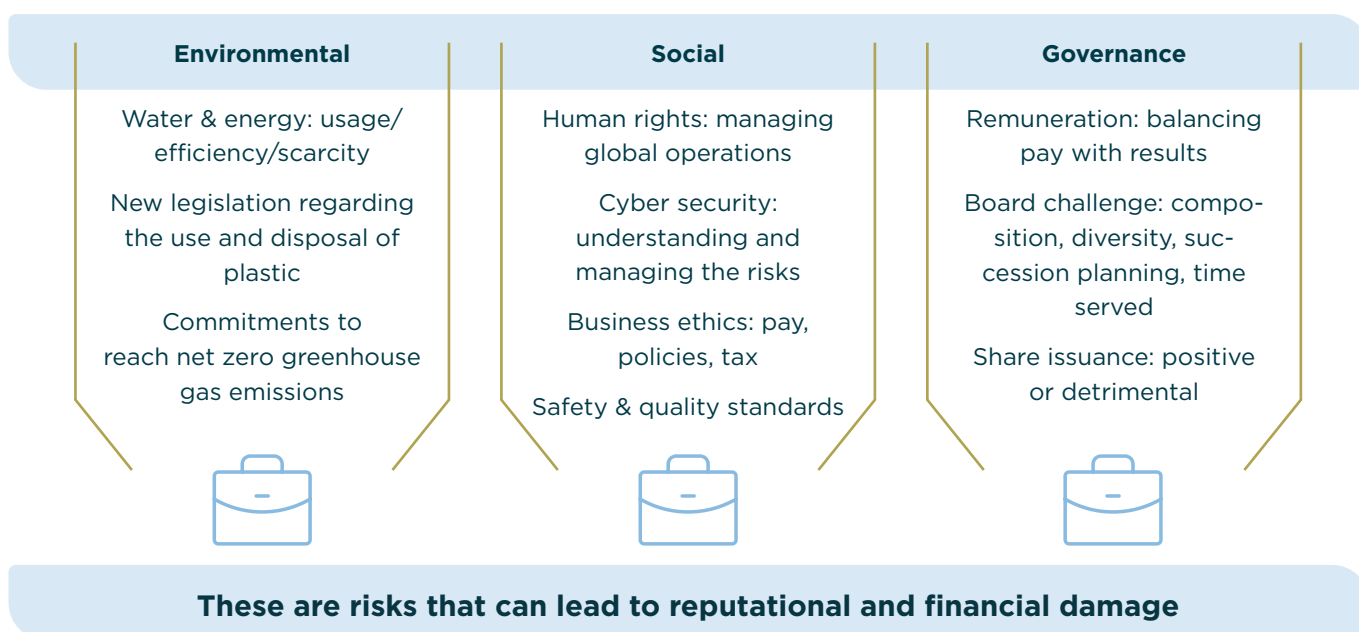 Environmental
Water & energy: usage/
efficiency/scarcity
New legislation regarding
the use and disposal of
plastic
Commitments to
reach net zero greenhouse
gas emissions
Social
Human rights: managing
global operations
Cyber security:
understanding and
managing the risks
Business ethics: pay,
policies, tax
Safety & quality standards
Governance
Remuneration: balancing
pay with results
Board challenge: compo-
sition, diversity, suc-
cession planning, time
served
Share issuance: positive
or detrimental
These are risks that can lead to reputational and financial damage